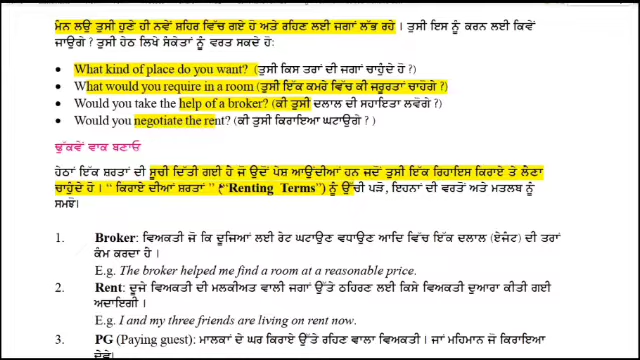 ਮੰਨ ਲਉ ਤੁਸੀ ਹੁਣੇ ਹੀ ਨਵੇਂ ਸ਼ਹਿਰ ਵਿੱਚ ਗਏ ਹੋ ਅਤੇ ਰਹਿਣ ਲਈ ਜਗਾਂ ਲੱਭ ਰਹੇ । ਤੁਸੀ ਇਸ ਨੂੰ ਕਰਨ ਲਈ ਕਿਵੇਂ
ਜਾਉਗੇ ? ਤੁਸੀ ਹੇਠ ਲਿਖੇ ਸੰਕੇਤਾਂ ਨੂੰ ਵਰਤ ਸਕਦੇ ਹੋ:
• What kind of place do you want? (ਤੁਸੀ ਕਿਸ ਤਰਾਂ ਦੀ ਜਗਾਂ ਚਾਹੁੰਦੇ ਹੋ ?)
• What would you require in a room (ਤੁਸੀ ਇੱਕ ਕਮਰੇ ਵਿੱਚ ਕੀ ਜਰੂਰਤਾਂ ਚਾਹੋਗੇ ?)
• Would you take the help of a broker? (ਕੀ ਤੁਸੀ ਦਲਾਲ ਦੀ ਸਹਾਇਤਾ ਲਵੋਗੇ ?)
• Would you negotiate the rent? (ਕੀ ਤੁਸੀ ਕਿਰਾਇਆ ਘਟਾਉਗੇ ? )
ਢੁੱਕਵੇਂ ਵਾਕ ਬਣਾਓ
ਹੇਠਾਂ ਇੱਕ ਸ਼ਰਤਾਂ ਦੀ ਸੂਚੀ ਦਿੱਤੀ ਗਈ ਹੈ ਜੋ ਉਦੋਂ ਪੇਸ਼ ਆਉਂਦੀਆਂ ਹਨ ਜਦੋਂ ਤੁਸੀ ਇੱਕ ਰਿਹਾਇਸ ਕਿਰਾਏ ਤੇ ਲੈਣਾ
ਚਾਹੁੰਦੇ ਹੋ। “ ਕਿਰਾਏ ਦੀਆਂ ਸ਼ਰਤਾਂ ” (“Renting Terms”) ਨੂੰ ਉੱਚੀ ਪੜੋ, ਇਹਨਾਂ ਦੀ ਵਰਤੋਂ ਅਤੇ ਮਤਲਬ ਨੂੰ
ਸਮਝੋ।
1. Broker: ਵਿਅਕਤੀ ਜੋ ਕਿ ਦੂਜਿਆਂ ਲਈ ਰੇਟ ਘਟਾਉਣ ਵਧਾਉਣ ਆਦਿ ਵਿੱਚ ਇੱਕ ਦਲਾਲ (ਏਜੰਟ) ਦੀ ਤਰਾਂ
ਕੰਮ ਕਰਦਾ ਹੈ ।
E.g. The broker helped me find a room at a reasonable price.
2. Rent: ਦੂਜੇ ਵਿਅਕਤੀ ਦੀ ਮਲਕੀਅਤ ਵਾਲੀ ਜਗਾਂ ਉੱਤੇ ਠਹਿਰਣ ਲਈ ਕਿਸੇ ਵਿਅਕਤੀ ਦੁਆਰਾ ਕੀਤੀ ਗਈ
ਅਦਾਇਗੀ ।
E.g. I and my three friends are living on rent now.
3. PG (Paying guest): ਮਾਲਕਾਂ ਦੇ ਘਰ ਕਿਰਾਏ ਉੱਤੇ ਰਹਿਣ ਵਾਲਾ ਵਿਅਕਤੀ। ਜਾਂ ਮਹਿਮਾਨ ਜੋ ਕਿਰਾਇਆ